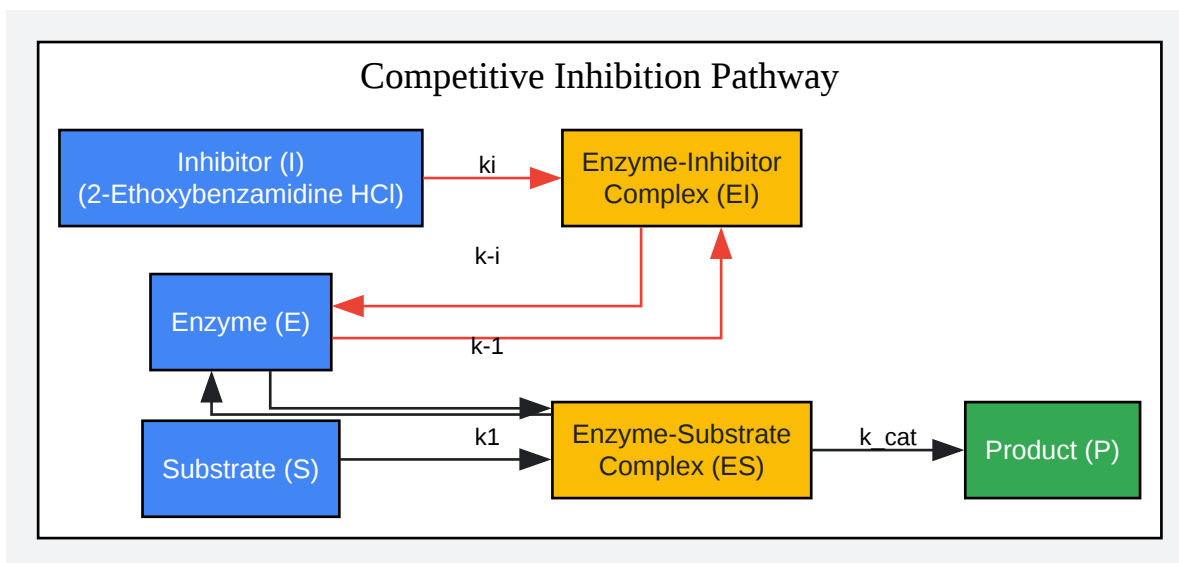 Competitive Inhibition Pathway
Inhibitor (I)
(2-Ethoxybenzamidine HCl)
ki
Enzyme-Inhibitor
Complex (EI)
k-i
Enzyme (E)
k-1
Substrate (S)
k1
Enzyme-Substrate
Complex (ES)
k_cat
Product (P)